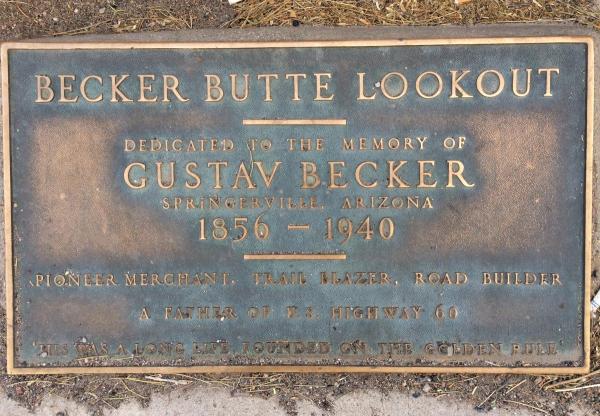 BECKER BUTTE LOOKOUT
DEDICATED TO THE MEMORY OF
GUSTAV BECKER
SPRINGERVILLE, ARIZONA
1856 - 1940
PIONEER MERCHANT, TRAIL BLAZER, ROAD BUILDER
A FATHER OF U.S. HIGHWAY 60
"HIS WAS A LONG LIFE FOUNDED ON THE GOLDEN RULE"